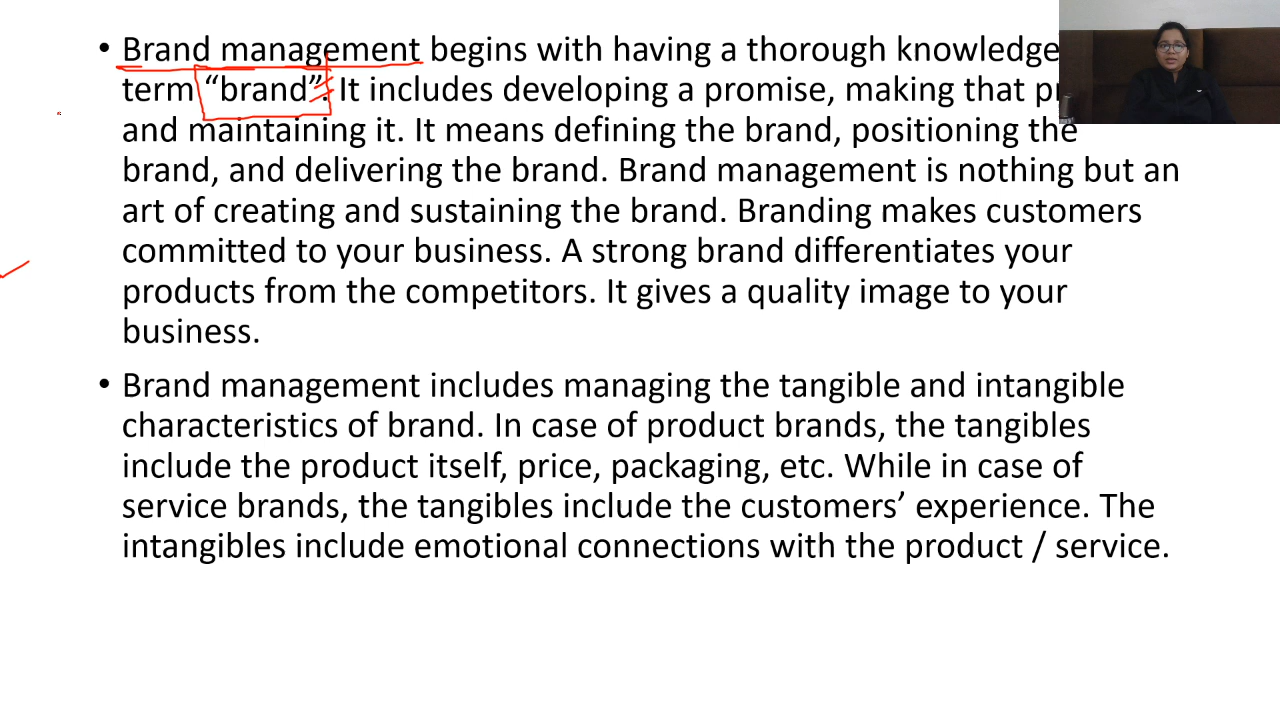 • Brand management begins with having a thorough knowledge
term “brand”. It includes developing a promise, making that
and maintaining it. It means defining the brand, positioning the
brand, and delivering the brand. Brand management is nothing but an
art of creating and sustaining the brand. Branding makes customers
committed to your business. A strong brand differentiates your
products from the competitors. It gives a quality image to your
business.
• Brand management includes managing the tangible and intangible
characteristics of brand. In case of product brands, the tangibles
include the product itself, price, packaging, etc. While in case of
service brands, the tangibles include the customers’ experience. The
intangibles include emotional connections with the product / service.